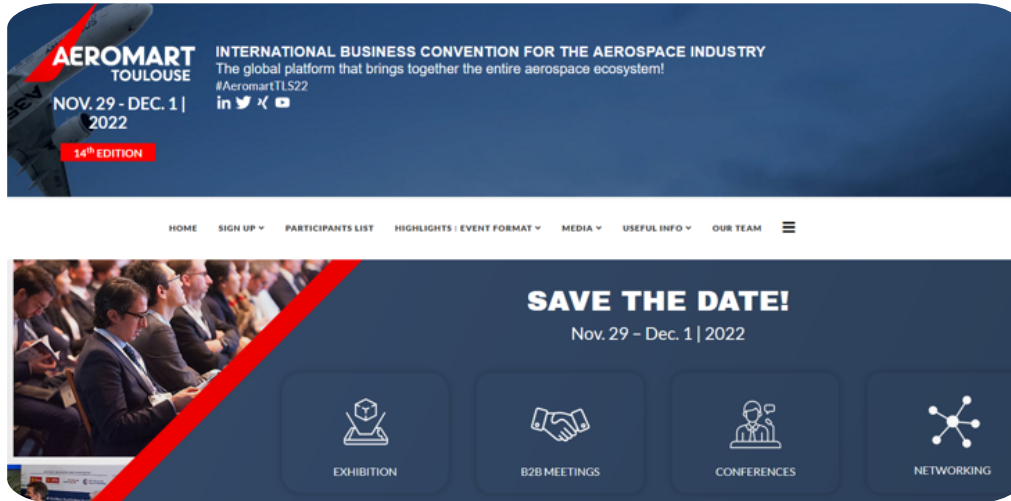 AEROMART
TOULOUSE
NOV. 29 - DEC. 1 |
2022
14th EDITION
INTERNATIONAL BUSINESS CONVENTION FOR THE AEROSPACE INDUSTRY
The global platform that brings together the entire aerospace ecosystem!
#AeromartTLS22
in
HOME SIGN UP PARTICIPANTS LIST HIGHLIGHTS : EVENT FORMAT MEDIA USEFUL INFO OUR TEAM
SAVE THE DATE!
Nov. 29 – Dec. 1 | 2022
EXHIBITION B2B MEETINGS CONFERENCES NETWORKING